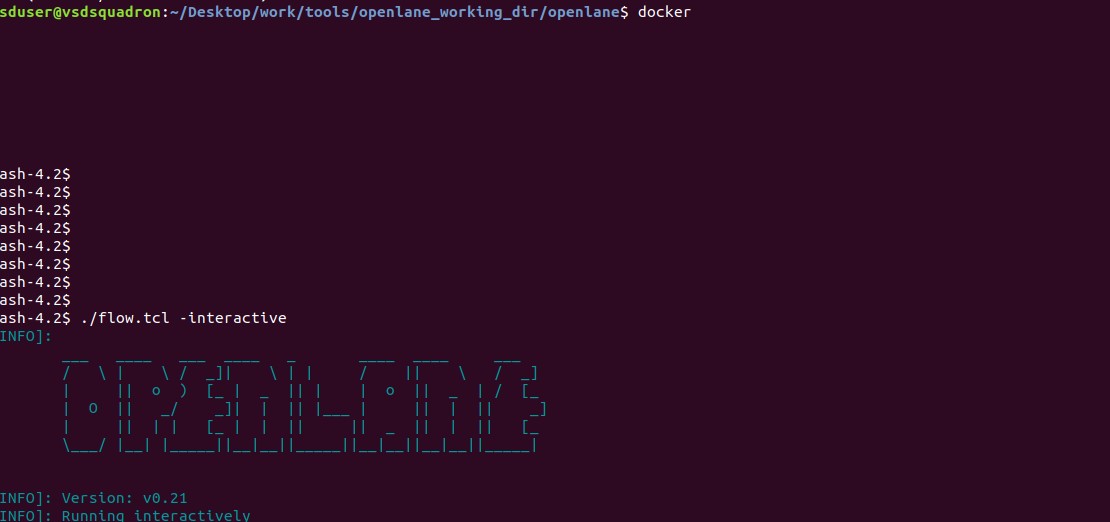 sduser@vsdsquadron:~/Desktop/work/tools/openlane_working_dir/openlane$ docker
ash-4.2$
ash-4.2$
ash-4.2$
ash-4.2$
ash-4.2$
ash-4.2$
ash-4.2$
ash-4.2$
ash-4.2$ ./flow.tcl -interactive
INFO]:
OPENLANE
INFO]: Version: v0.21
INFO]: Running interactively